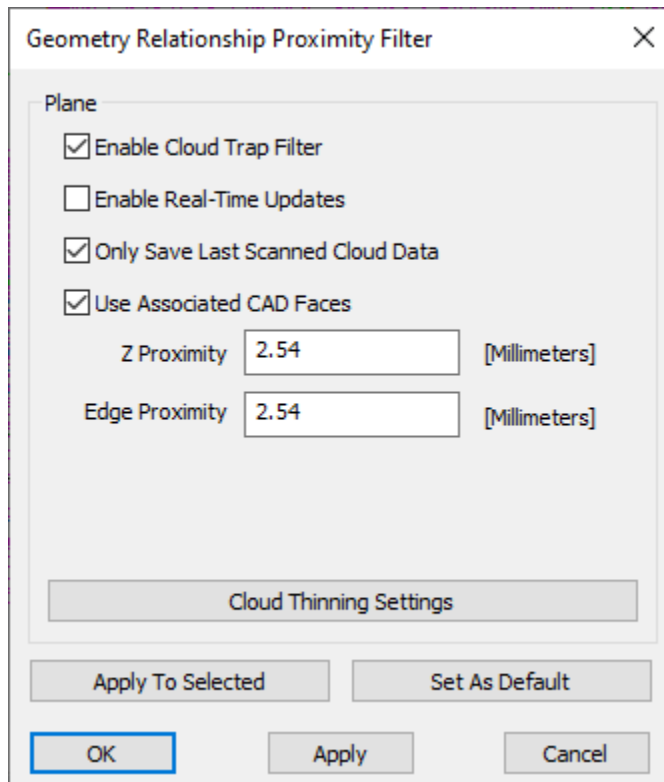 Geometry Relationship Proximity Filter
Plane
Enable Cloud Trap Filter
Enable Real-Time Updates
Only Save Last Scanned Cloud Data
Use Associated CAD Faces
Z Proximity 2.54 [Millimeters]
Edge Proximity 2.54 [Millimeters]
Cloud Thinning Settings
Apply To Selected Set As Default
OK Apply Cancel